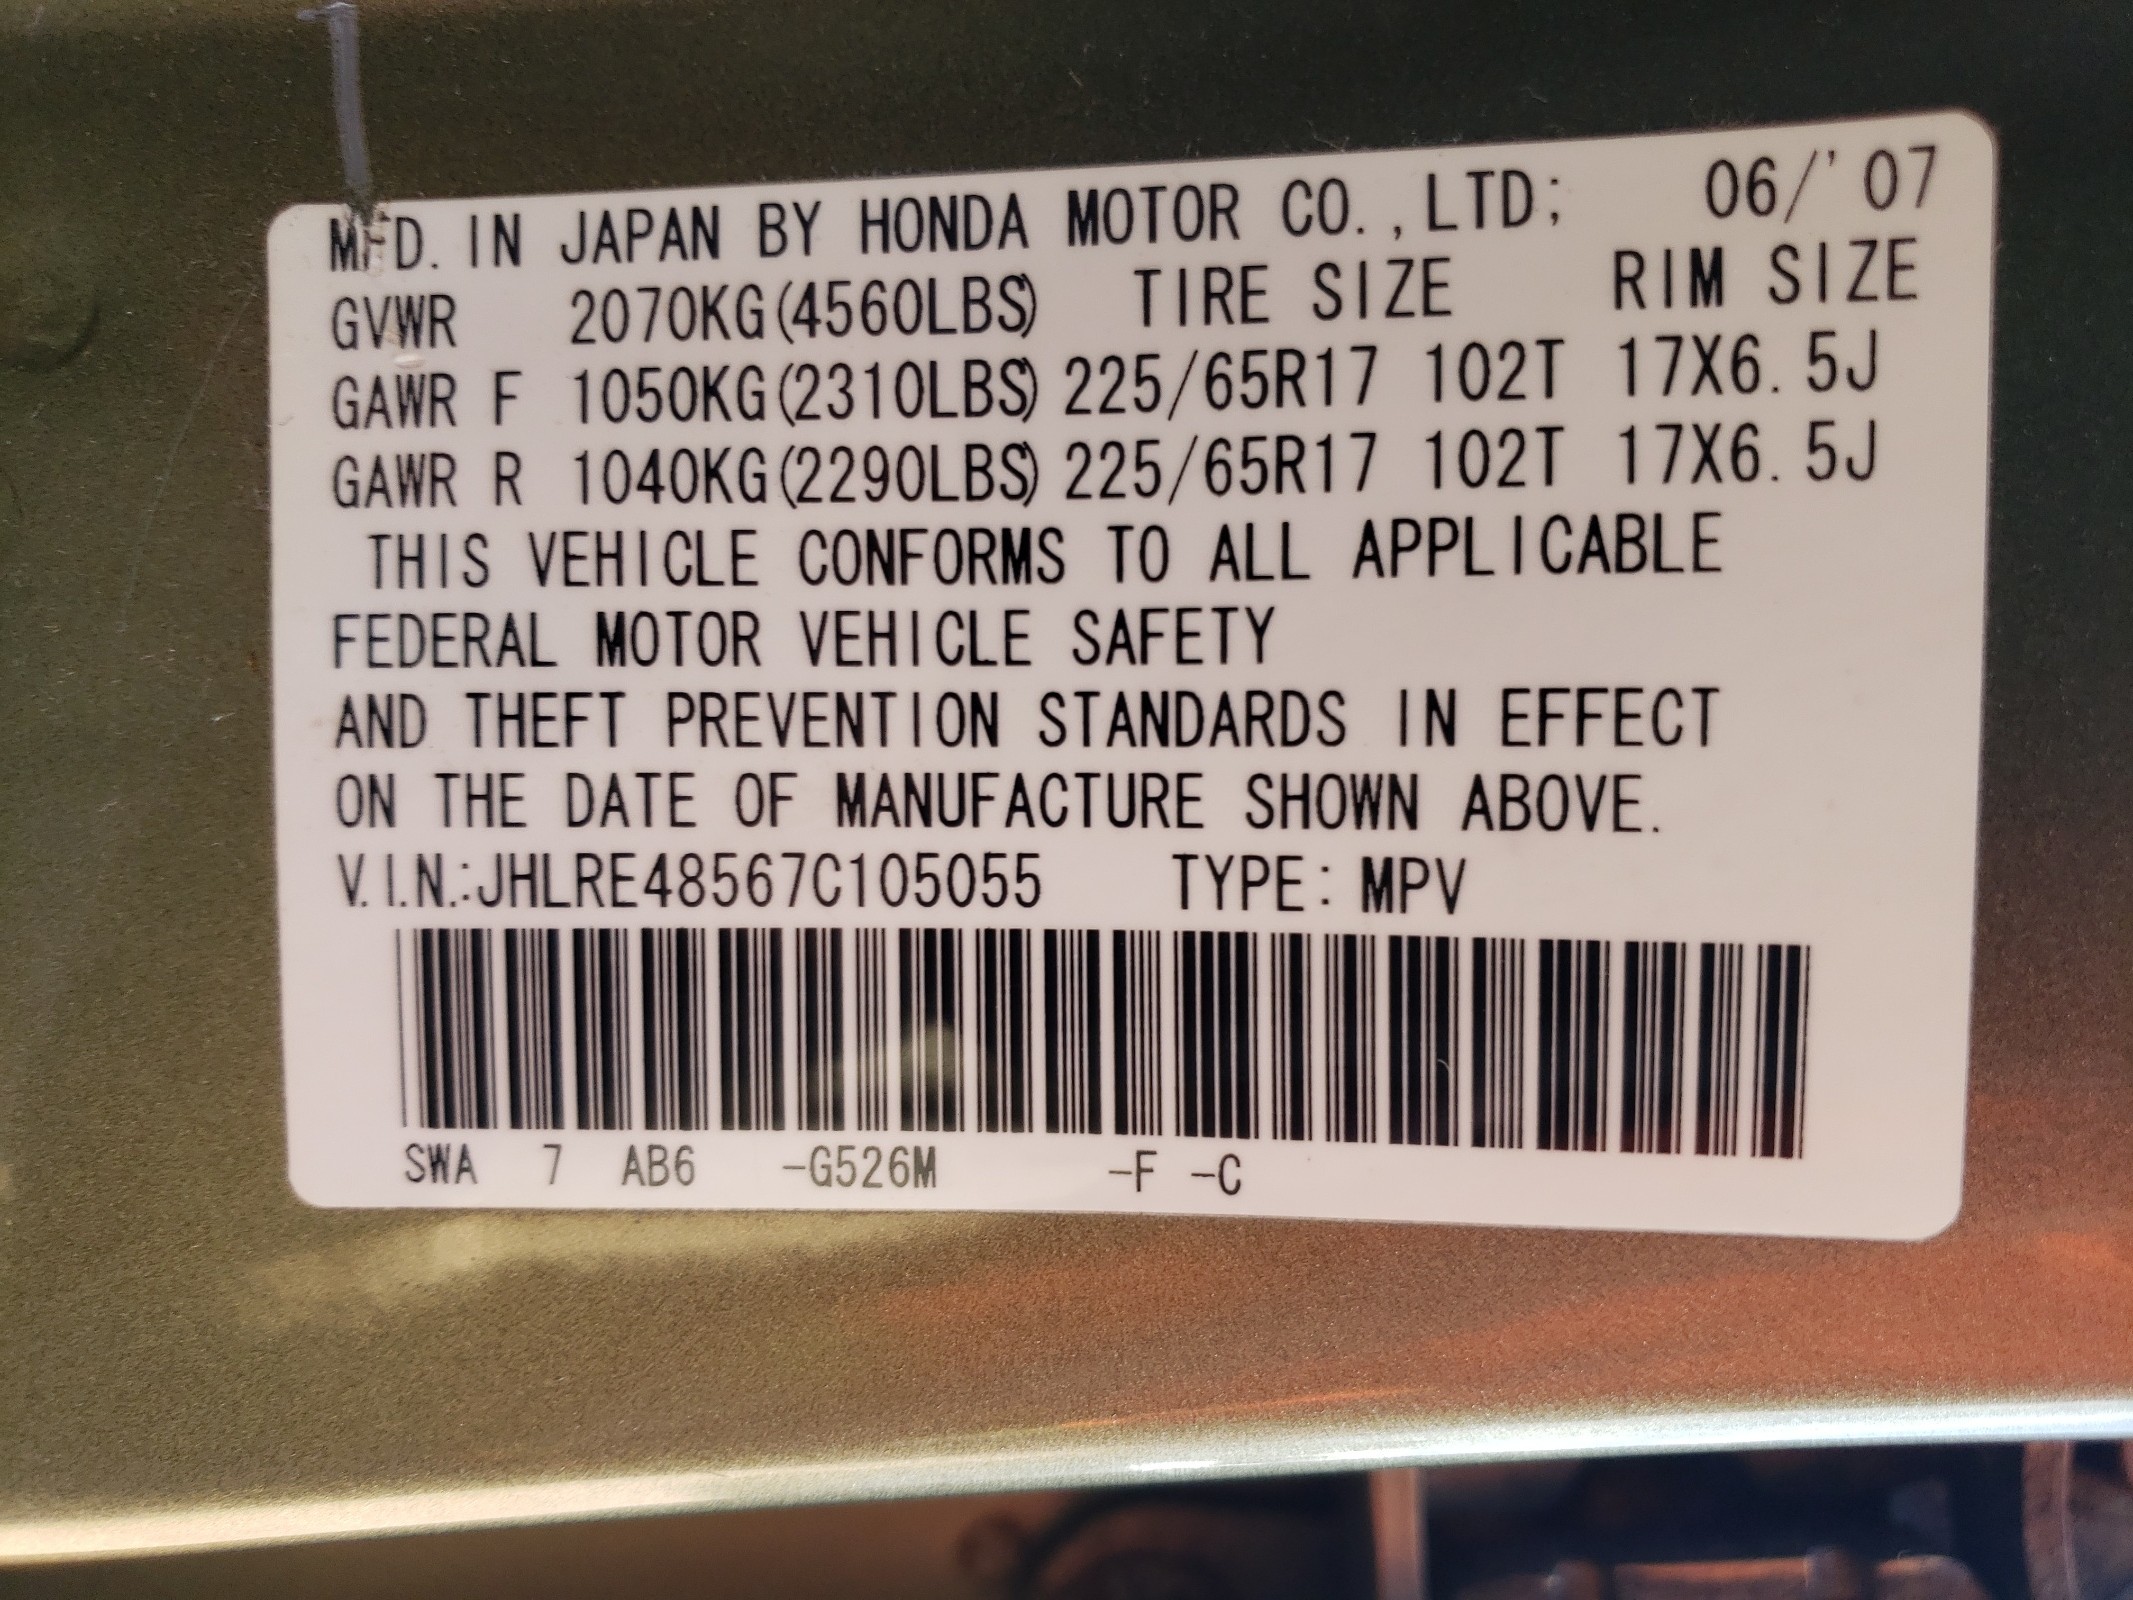 MFD. IN JAPAN BY HONDA MOTOR CO.,LTD; 06/'07
GVWR 2070KG(4560LBS) TIRE SIZE RIM SIZE
GAWR F 1050KG(2310LBS) 225/65R17 102T 17X6.5J
GAWR R 1040KG(2290LBS) 225/65R17 102T 17X6.5J
THIS VEHICLE CONFORMS TO ALL APPLICABLE
FEDERAL MOTOR VEHICLE SAFETY
AND THEFT PREVENTION STANDARDS IN EFFECT
ON THE DATE OF MANUFACTURE SHOWN ABOVE.
V.I.N.:JHLRE48567C105055 TYPE: MPV
SWA 7 AB6 -G526M -F -C